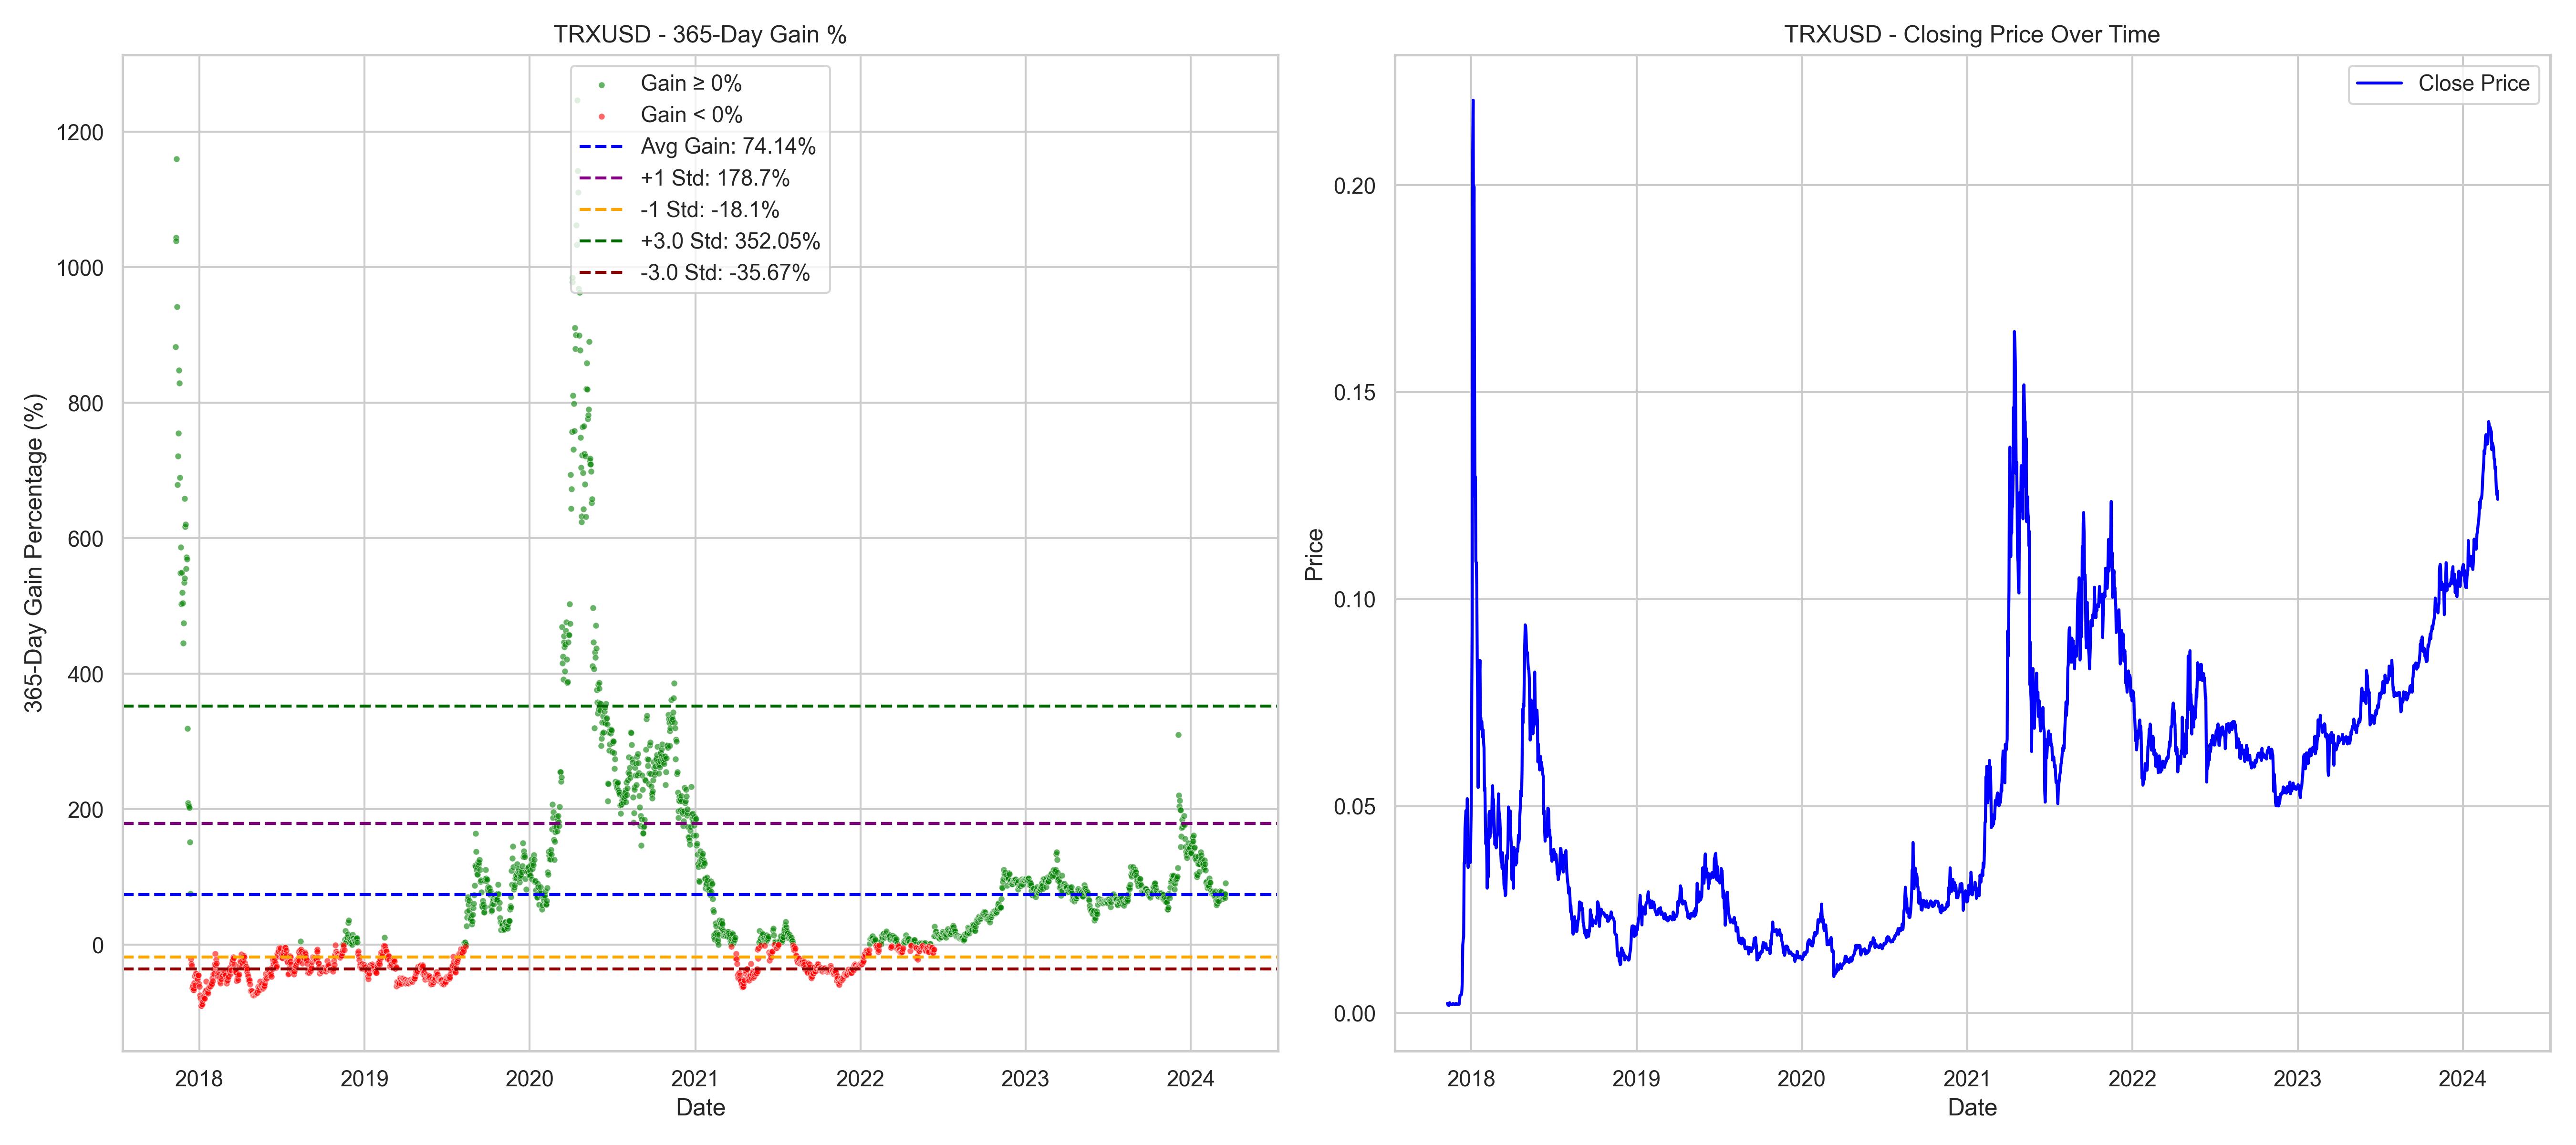 TRXUSD - 365-Day Gain %
Gain ≥ 0%
Gain < 0%
Avg Gain: 74.14%
+1 Std: 178.7%
-1 Std: -18.1%
+3.0 Std: 352.05%
-3.0 Std: -35.67%
365-Day Gain Percentage (%)
1200
1000
800
600
400
200
0
2018
2019
2020
2021
2022
2023
2024
Date
TRXUSD - Closing Price Over Time
Close Price
Price
0.20
0.15
0.10
0.05
0.00
2018
2019
2020
2021
2022
2023
2024
Date